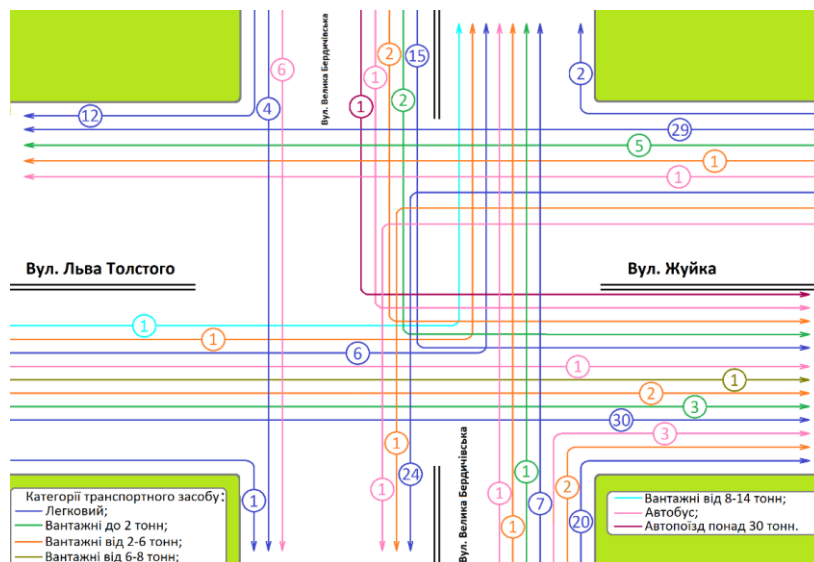 Вул. Велика Бердичівська
6
15
2
1
2
2
4
1
12
29
5
1
1
Вул. Льва Толстого
Вул. Жуйка
1
1
6
1
1
2
3
30
3
Вул. Велика Бердичівська
1
24
1
1
1
1
7
2
20
1
Категорії транспортного засобу:
Легковий;
Вантажні до 2 тонн;
Вантажні від 2-6 тонн;
Вантажні від 6-8 тонн;
Вантажні від 8-14 тонн;
Автобус;
Автопоїзд понад 30 тонн.